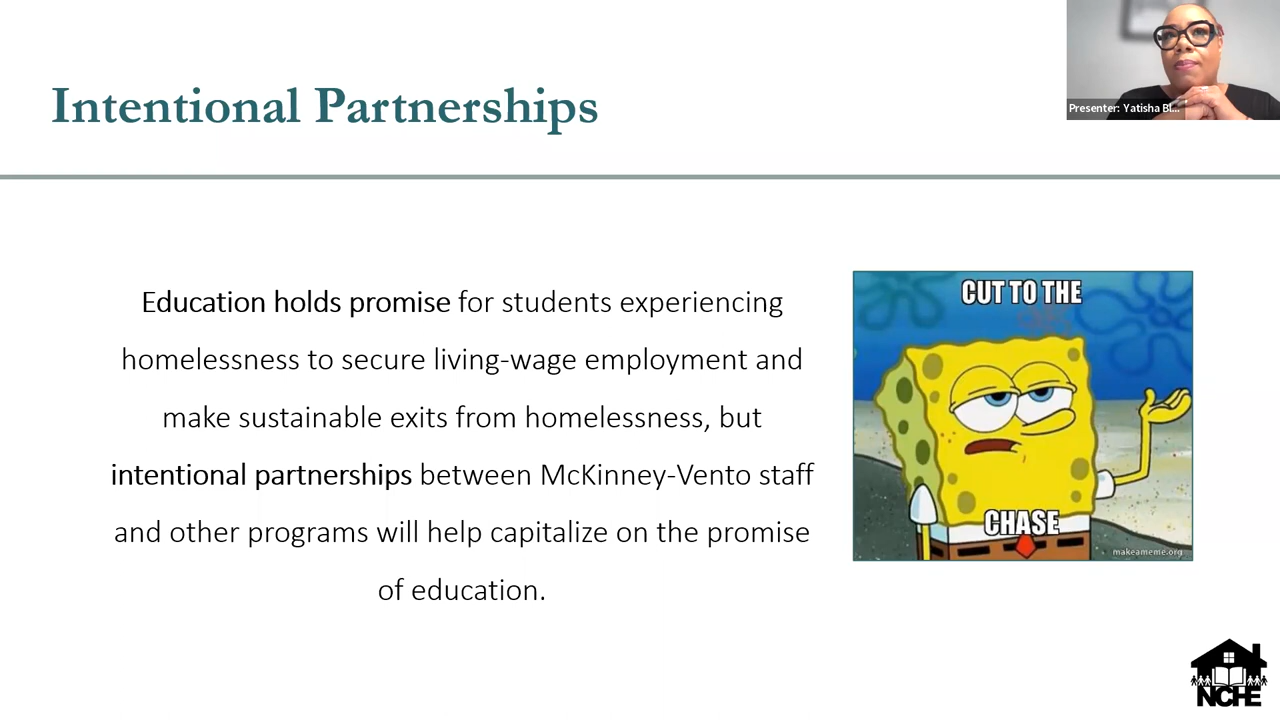 Intentional Partnerships
Presenter: Yatisha Bl...
Education holds promise for students experiencing
homelessness to secure living-wage employment and
make sustainable exits from homelessness, but
intentional partnerships between McKinney-Vento staff
and other programs will help capitalize on the promise
of education.
CUT TO THE
CHASE
makeameme.org
NCHE